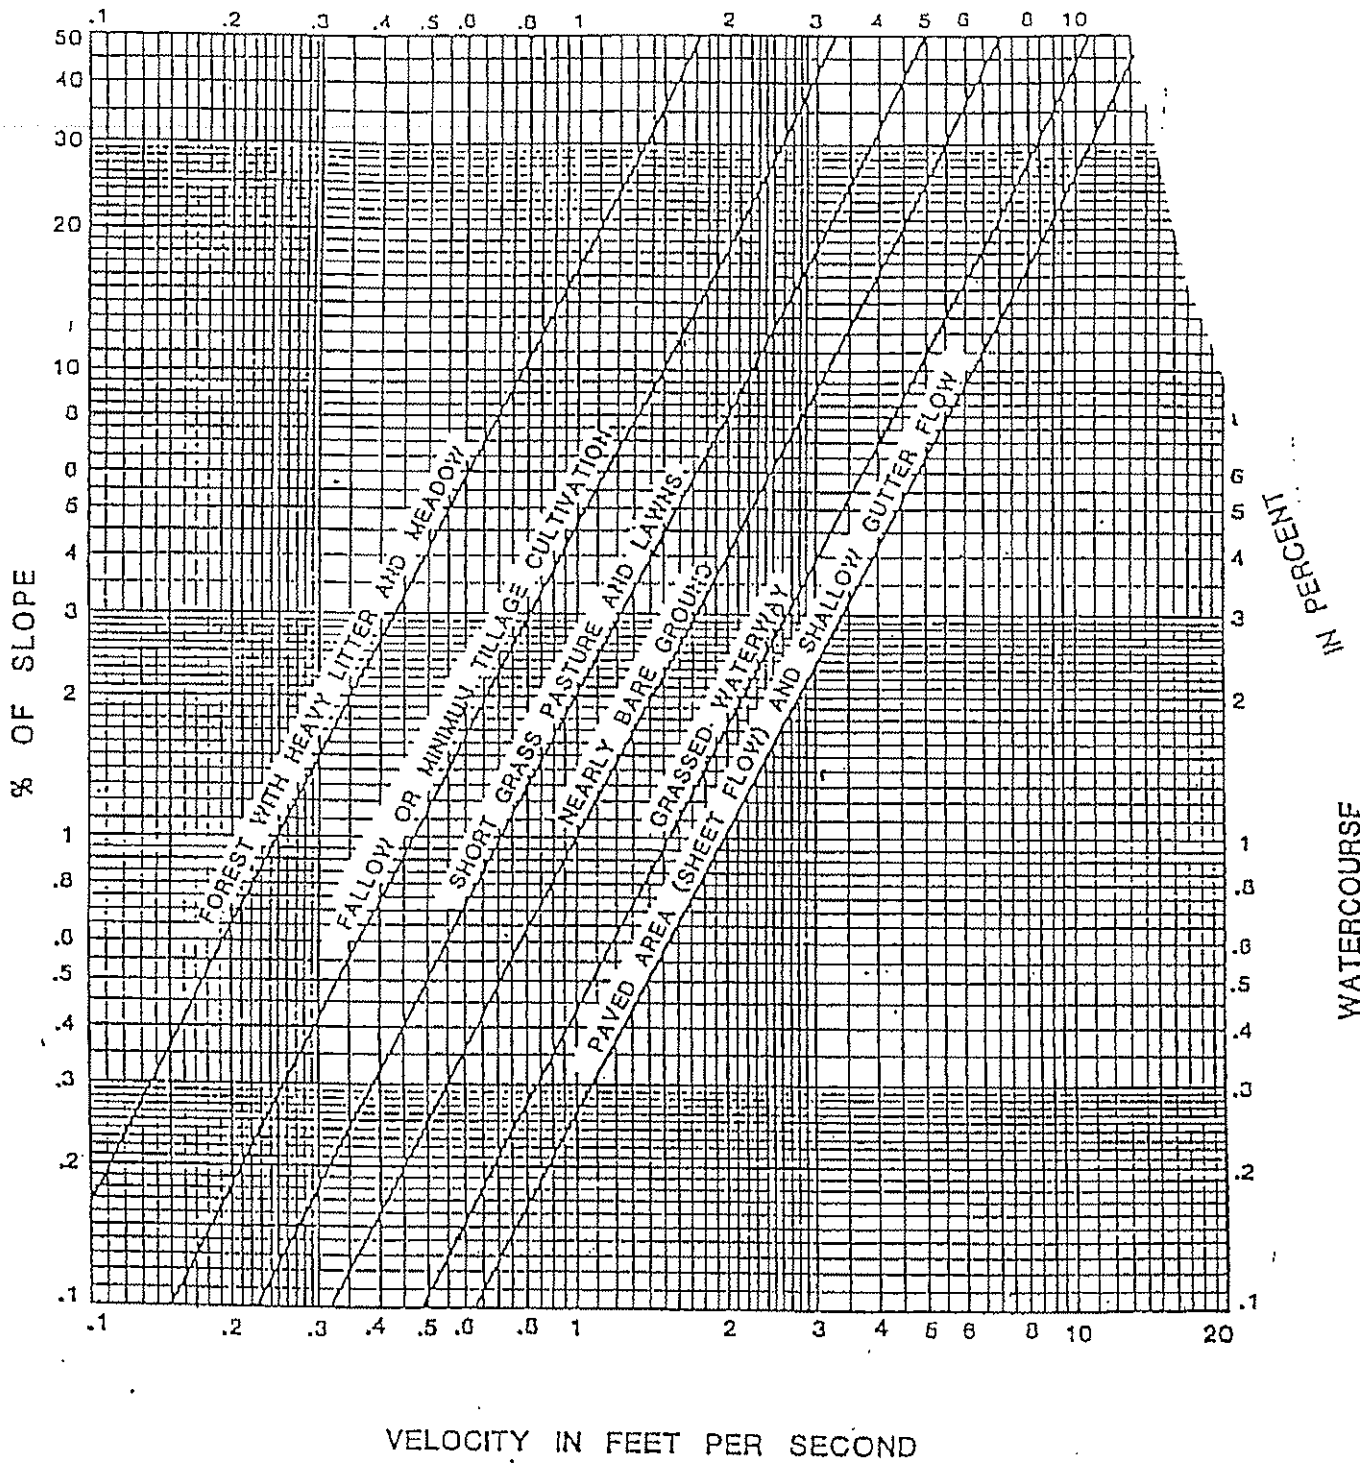 .1 .2 .3 .4 .5 .6 .8 1 2 3 4 5 6 8 10
50
40
30
20
10
8
6
5
4
3
2
1
.8
.6
.5
.4
.3
.2
.1
% OF SLOPE
FOREST WITH HEAVY LITTER AND MEADOW
FALLOW OR MINIMUM TILLAGE CULTIVATION
SHORT GRASS PASTURE AND LAWNS
NEARLY BARE GROUND
GRASSED WATERWAY
PAVED AREA (SHEET FLOW) AND SHALLOW GUTTER FLOW
6
5
4
3
2
1
.8
.6
.5
.4
.3
.2
.1
IN PERCENT
WATERCOURSE
.1 .2 .3 .4 .5 .6 .8 1 2 3 4 5 6 8 10 20
VELOCITY IN FEET PER SECOND